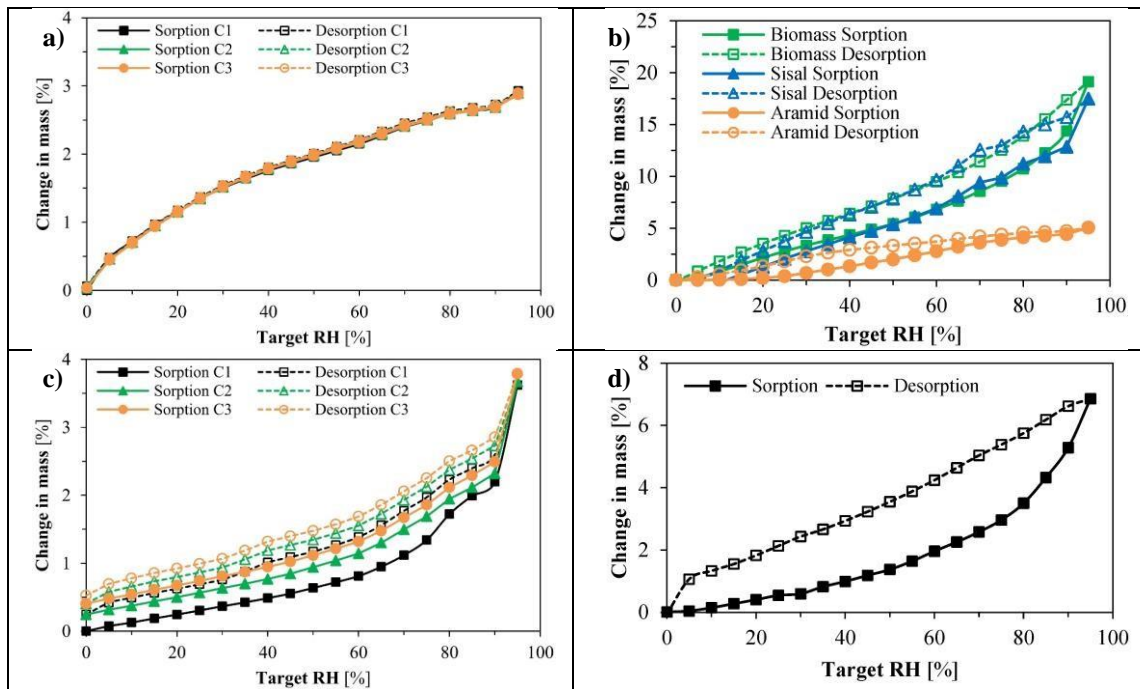 a)
Sorption C1 Desorption C1
Sorption C2 Desorption C2
Sorption C3 Desorption C3
Change in mass [%]
4
3
2
1
0
0 20 40 60 80 100
Target RH [%]
b)
Biomass Sorption
Biomass Desorption
Sisal Sorption
Sisal Desorption
Aramid Sorption
Aramid Desorption
Change in mass [%]
25
20
15
10
5
0
0 20 40 60 80 100
Target RH [%]
c)
Sorption C1 Desorption C1
Sorption C2 Desorption C2
Sorption C3 Desorption C3
Change in mass [%]
4
3
2
1
0
0 20 40 60 80 100
Target RH [%]
d)
Sorption Desorption
Change in mass [%]
8
6
4
2
0
0 20 40 60 80 100
Target RH [%]